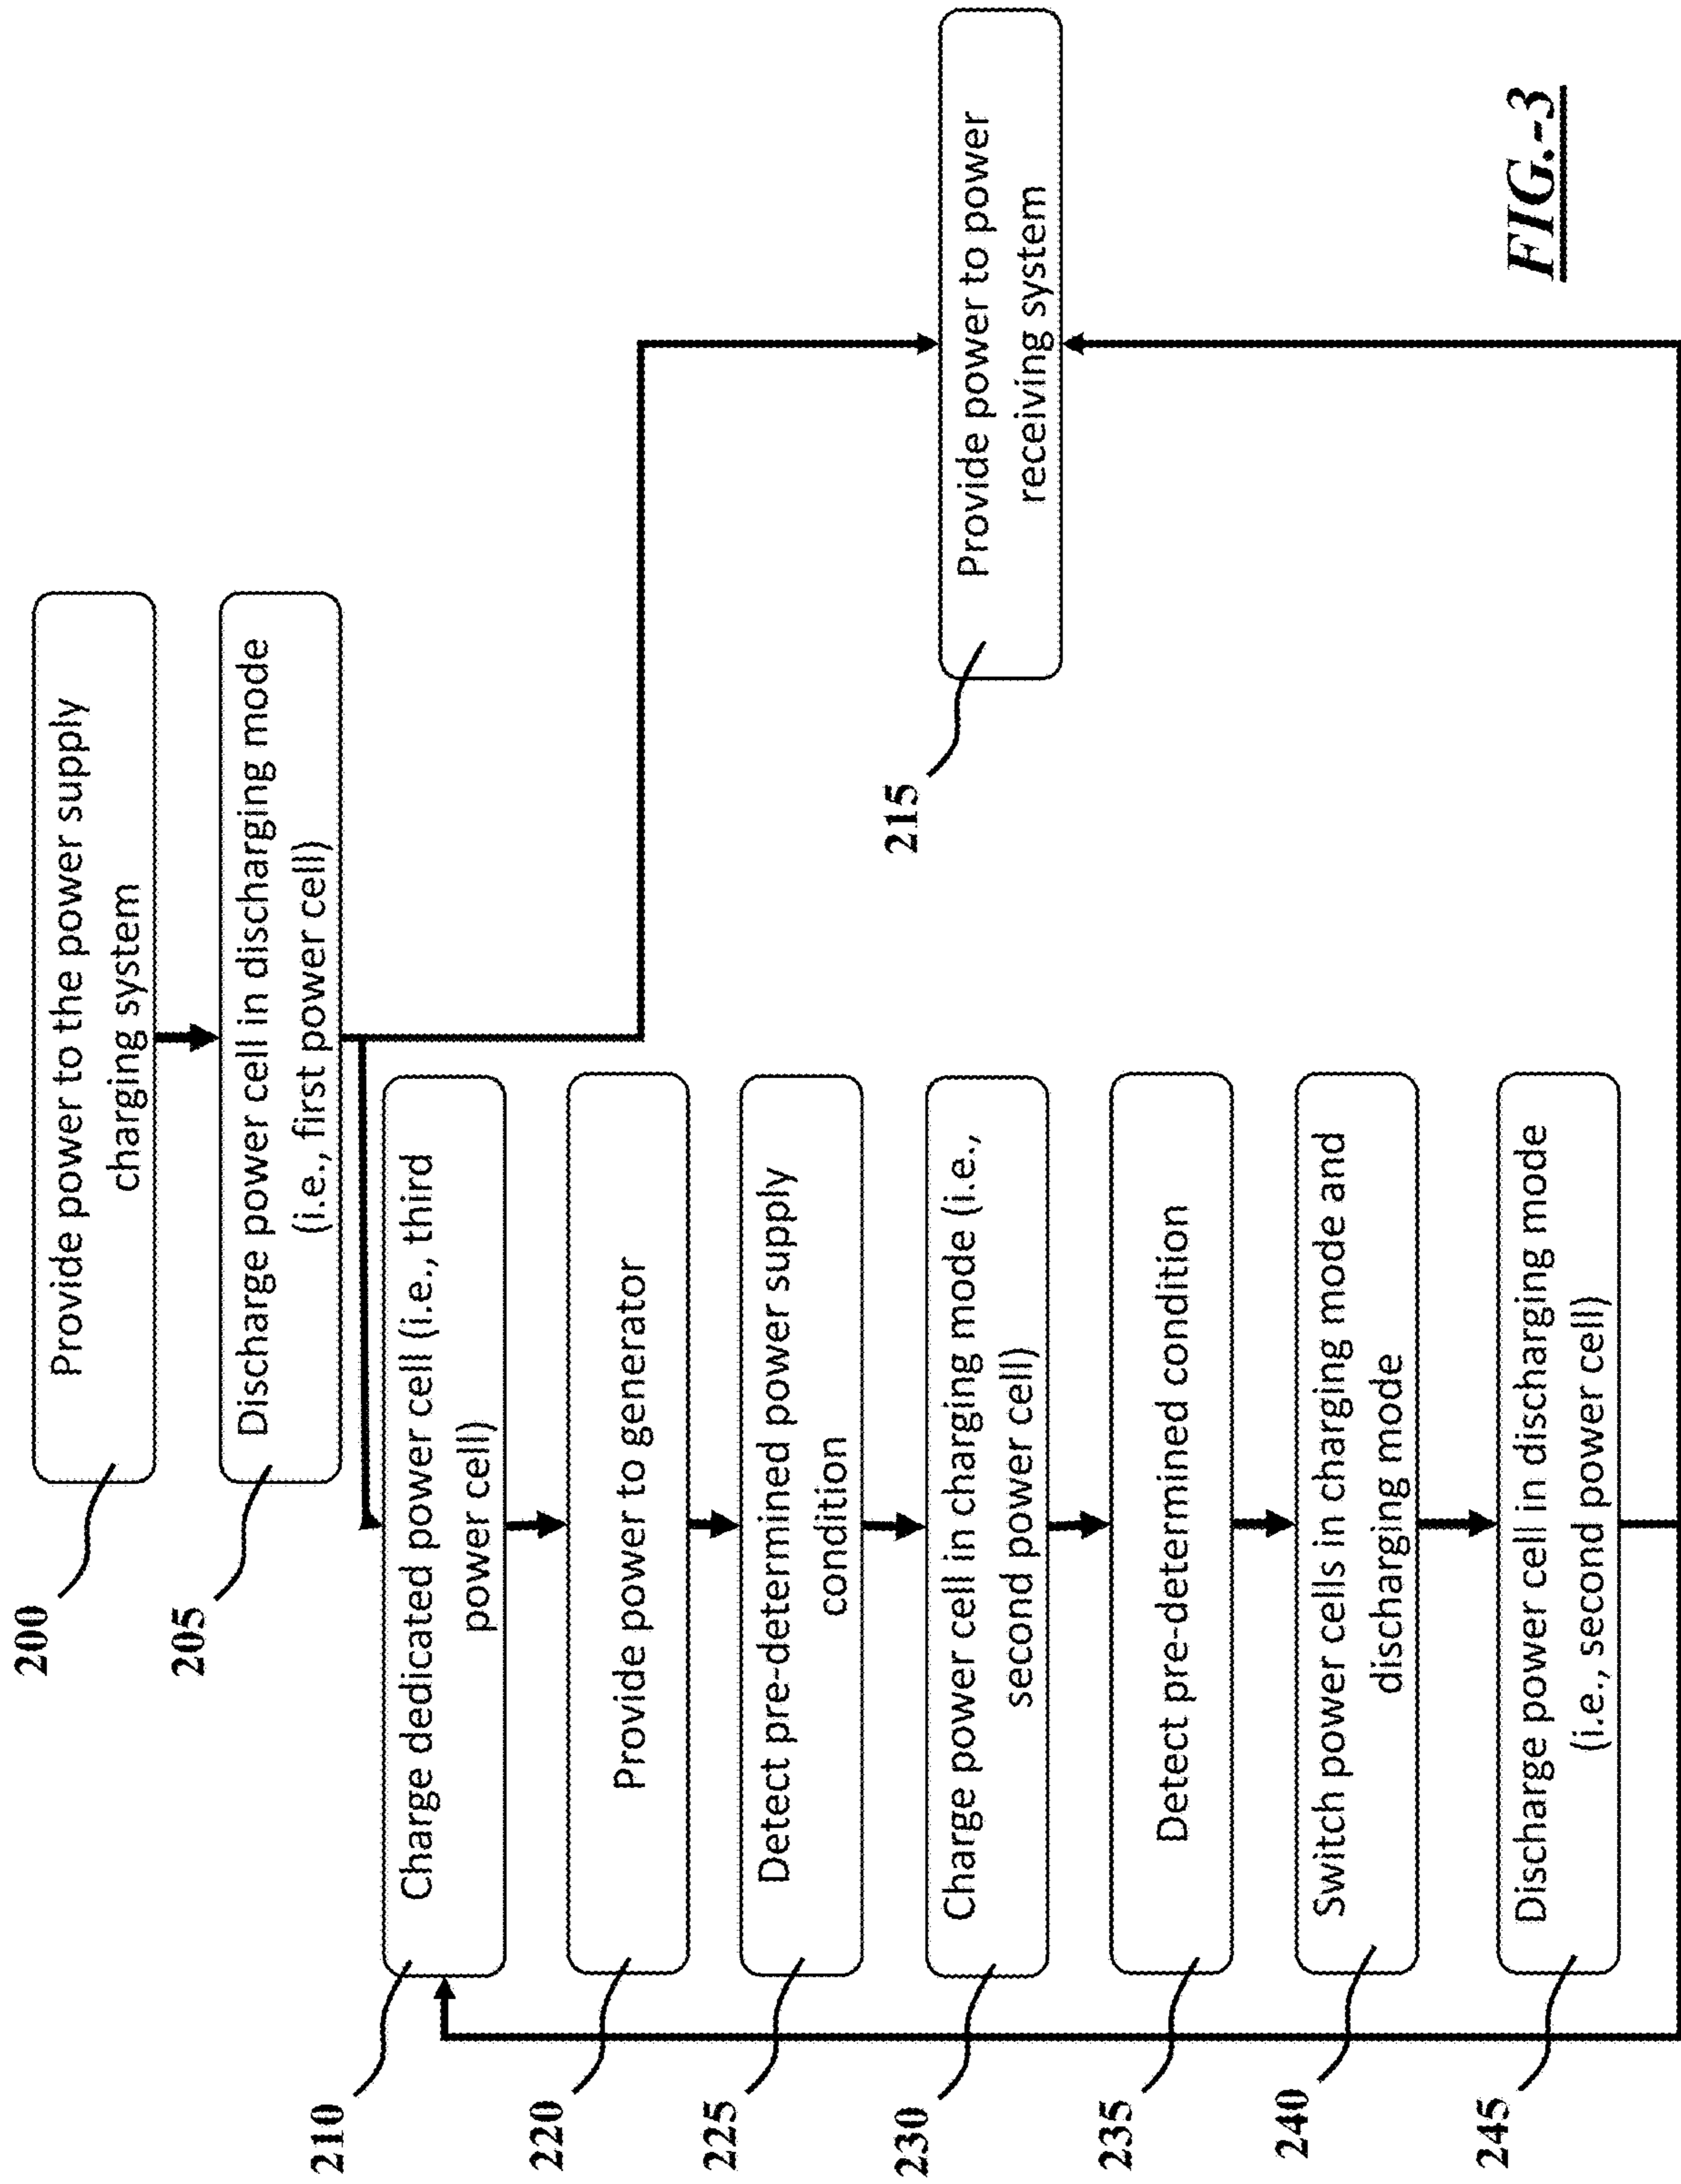 200
Provide power to the power supply
charging system
205
Discharge power cell in discharging mode
(i.e., first power cell)
210
Charge dedicated power cell (i.e., third
power cell)
215
Provide power to power
receiving system
220
Provide power to generator
225
Detect pre-determined power supply
condition
230
Charge power cell in charging mode (i.e.,
second power cell)
235
Detect pre-determined condition
240
Switch power cells in charging mode and
discharging mode
245
Discharge power cell in discharging mode
(i.e., second power cell)
FIG.-3